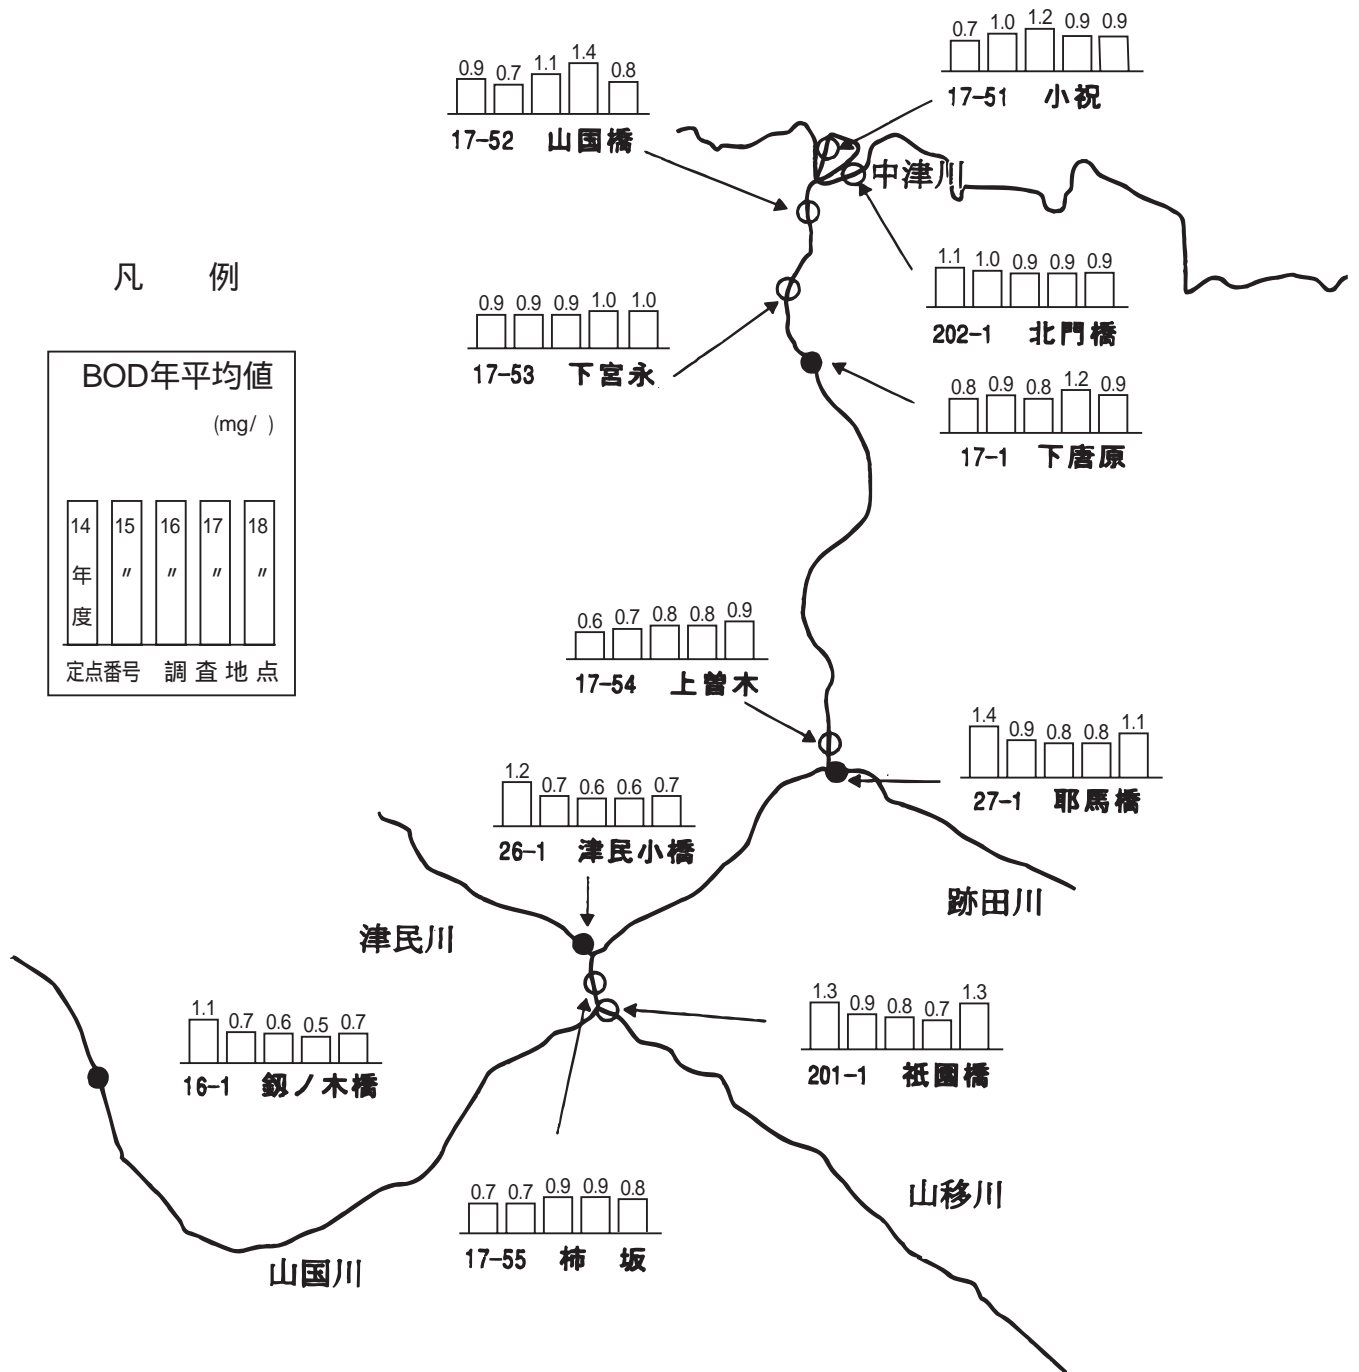 0.7 1.0 1.2 0.9 0.9
17-51 小祝
0.9 0.7 1.1 1.4 0.8
17-52 山国橋
中津川
凡 例
BOD年平均値
(mg/ )
14 15 16 17 18
年 〃 〃 〃 〃
度
定点番号 調査地点
1.1 1.0 0.9 0.9 0.9
202-1 北門橋
0.9 0.9 0.9 1.0 1.0
17-53 下宮永
0.8 0.9 0.8 1.2 0.9
17-1 下唐原
0.6 0.7 0.8 0.8 0.9
17-54 上曽木
1.4 0.9 0.8 0.8 1.1
27-1 耶馬橋
1.2 0.7 0.6 0.6 0.7
26-1 津民小橋
跡田川
津民川
1.1 0.7 0.6 0.5 0.7
16-1 釼ノ木橋
1.3 0.9 0.8 0.7 1.3
201-1 祇園橋
0.7 0.7 0.9 0.9 0.8
17-55 柿 坂
山移川
山国川